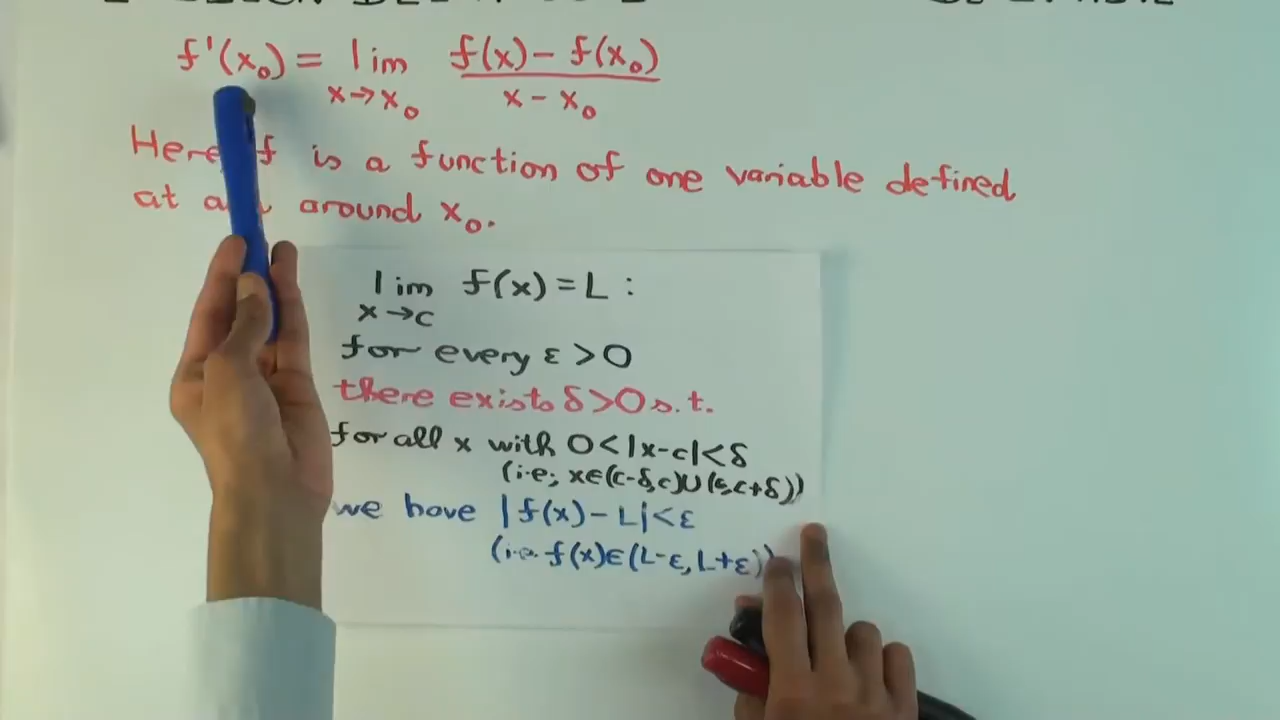 f'(x₀) = lim x→x₀ (f(x) − f(x₀)) / (x − x₀)
Here f is a function of one variable defined
at around x₀.
lim x→c f(x) = L :
for every ε > 0
there exists δ>0 s.t.
for all x with 0<|x-c|<δ
(i.e; x∈(c-δ,c)∪(c,c+δ))
we have |f(x)-L|<ε
(i.e. f(x)∈(L-ε, L+ε))